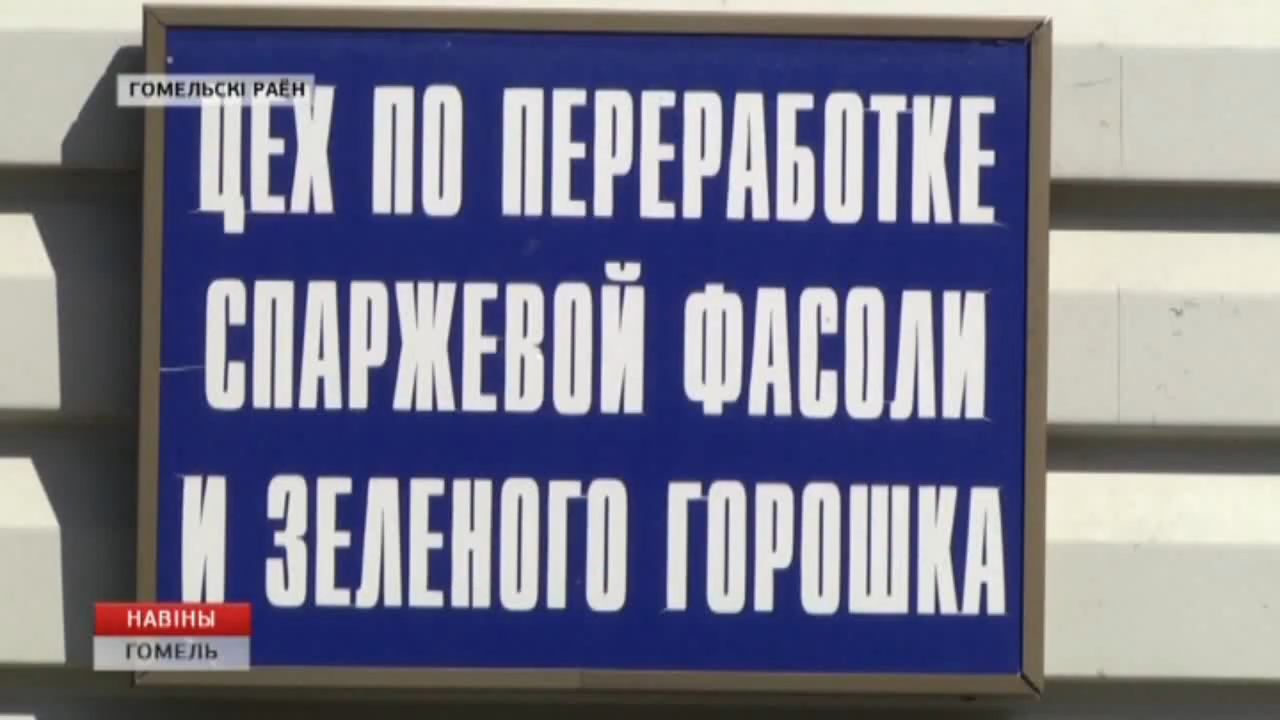 ГОМЕЛЬСКІ РАЁН
ЦЕХ ПО ПЕРЕРАБОТКЕ
СПАРЖЕВОЙ ФАСОЛИ
И ЗЕЛЕНОГО ГОРОШКА
НАВІНЫ
ГОМЕЛЬ